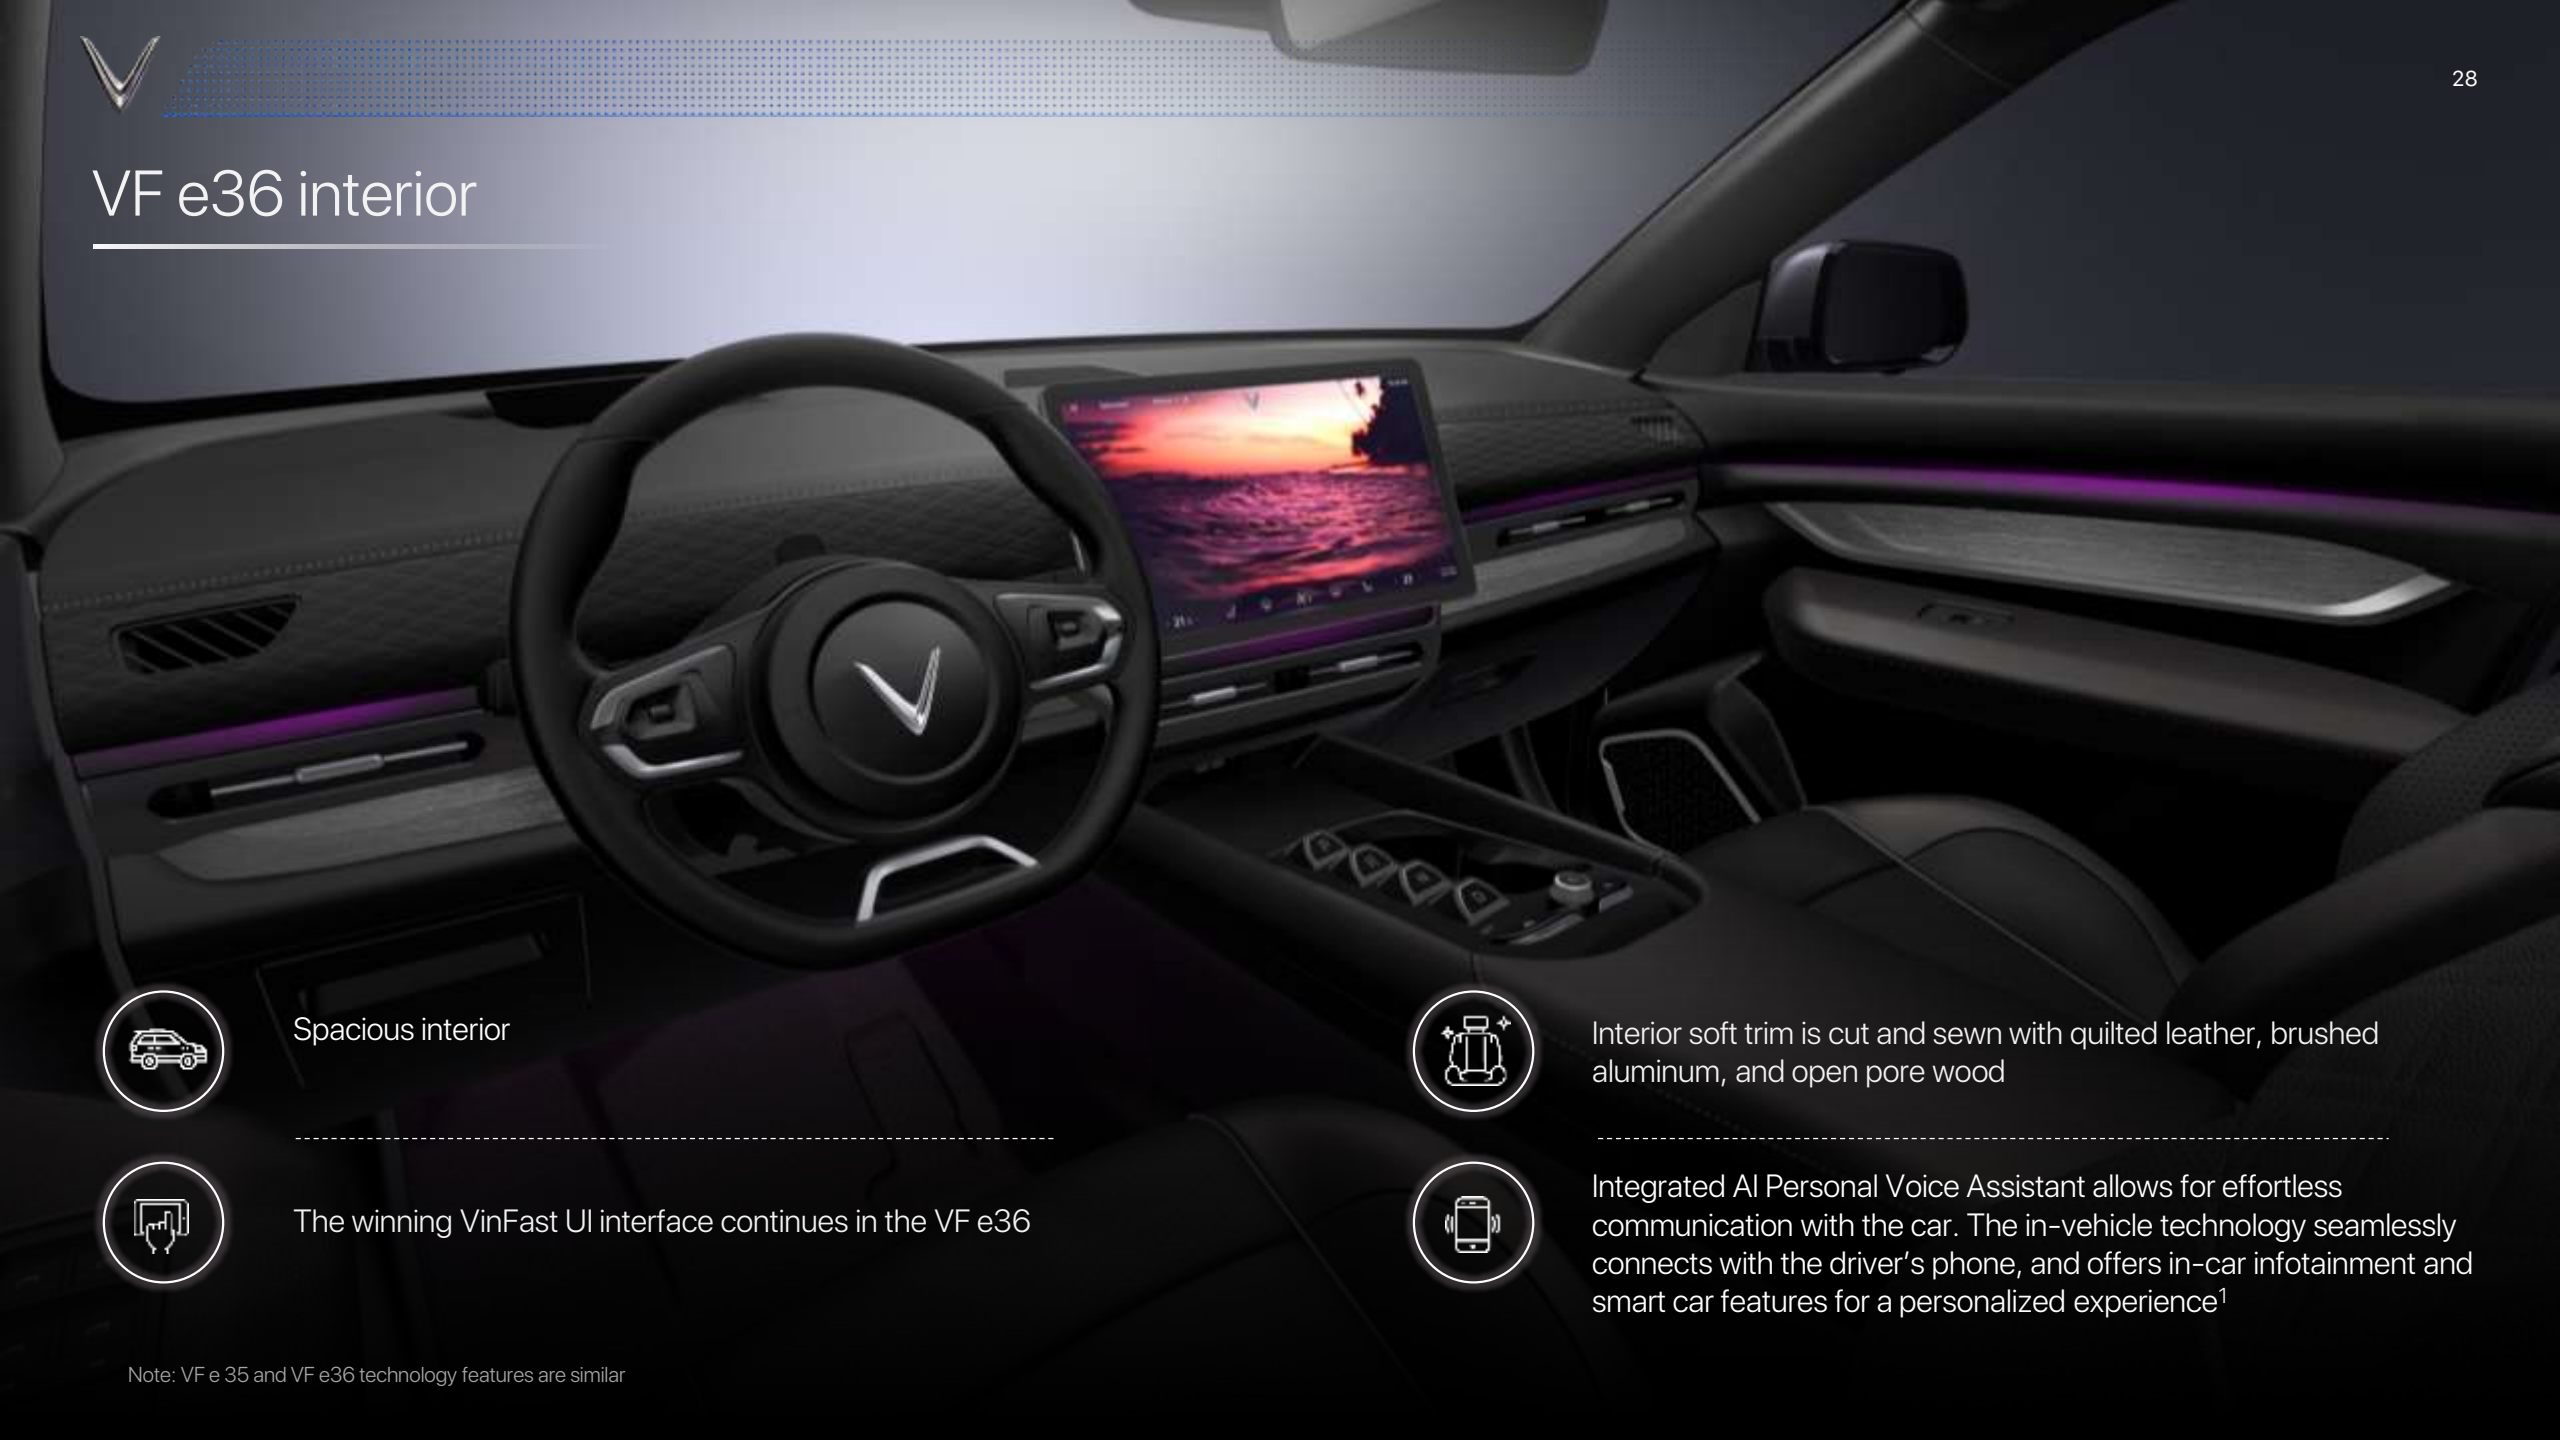 28
VF e36 interior
Spacious interior
The winning VinFast UI interface continues in the VF e36
Interior soft trim is cut and sewn with quilted leather, brushed
aluminum, and open pore wood
Integrated AI Personal Voice Assistant allows for effortless
communication with the car. The in-vehicle technology seamlessly
connects with the driver’s phone, and offers in-car infotainment and
smart car features for a personalized experience¹
Note: VF e 35 and VF e36 technology features are similar